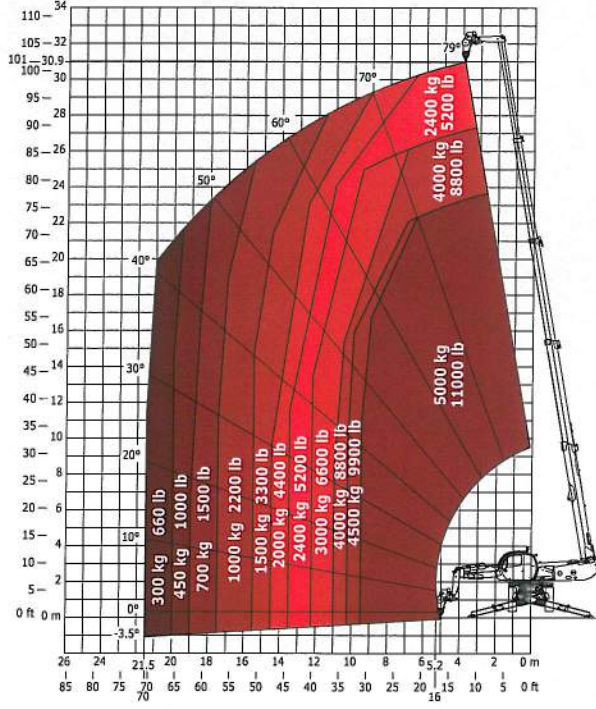 110 34
105 32
101 30.9
100 30
95
90 28
85 26
80 24
75 22
70
65 20
60 18
55
50 16
45 14
40 12
35 10
30 8
25
20 6
15 4
10 2
5
0 ft 0 m
79°
70°
60°
50°
40°
30°
20°
10°
0°
-3.5°
2400 kg
5200 lb
4000 kg
8800 lb
5000 kg
11000 lb
300 kg 660 lb
450 kg 1000 lb
700 kg 1500 lb
1000 kg 2200 lb
1500 kg 3300 lb
2000 kg 4400 lb
2400 kg 5200 lb
3000 kg 6600 lb
4000 kg 8800 lb
4500 kg 9900 lb
26 24 21.5 20 18 16 14 12 10 8 6 5.2 4 2 0 m
85 80 75 70 65 60 55 50 45 40 35 30 25 20 15 10 5 0 ft
70 16